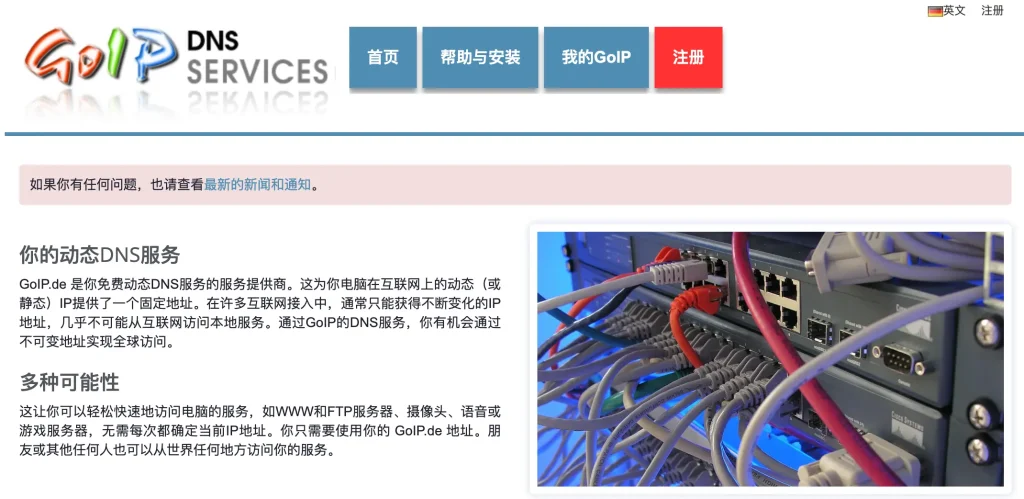 英文 注册
GoIP DNS
SERVICES
首页 帮助与安装 我的GoIP 注册
如果你有任何问题，也请查看最新的新闻和通知。
你的动态DNS服务
GoIP.de 是你免费动态DNS服务的服务提供商。这为你电脑在互联网上的动态（或
静态）IP提供了一个固定地址。在许多互联网接入中，通常只能获得不断变化的IP
地址，几乎不可能从互联网访问本地服务。通过GoIP的DNS服务，你有机会通过
不可变地址实现全球访问。
多种可能性
这让你可以轻松快速地访问电脑的服务，如WWW和FTP服务器、摄像头、语音或
游戏服务器，无需每次都确定当前IP地址。你只需要使用你的 GoIP.de 地址。朋
友或其他任何人也可以从世界任何地方访问你的服务。
CISCO SYSTEMS